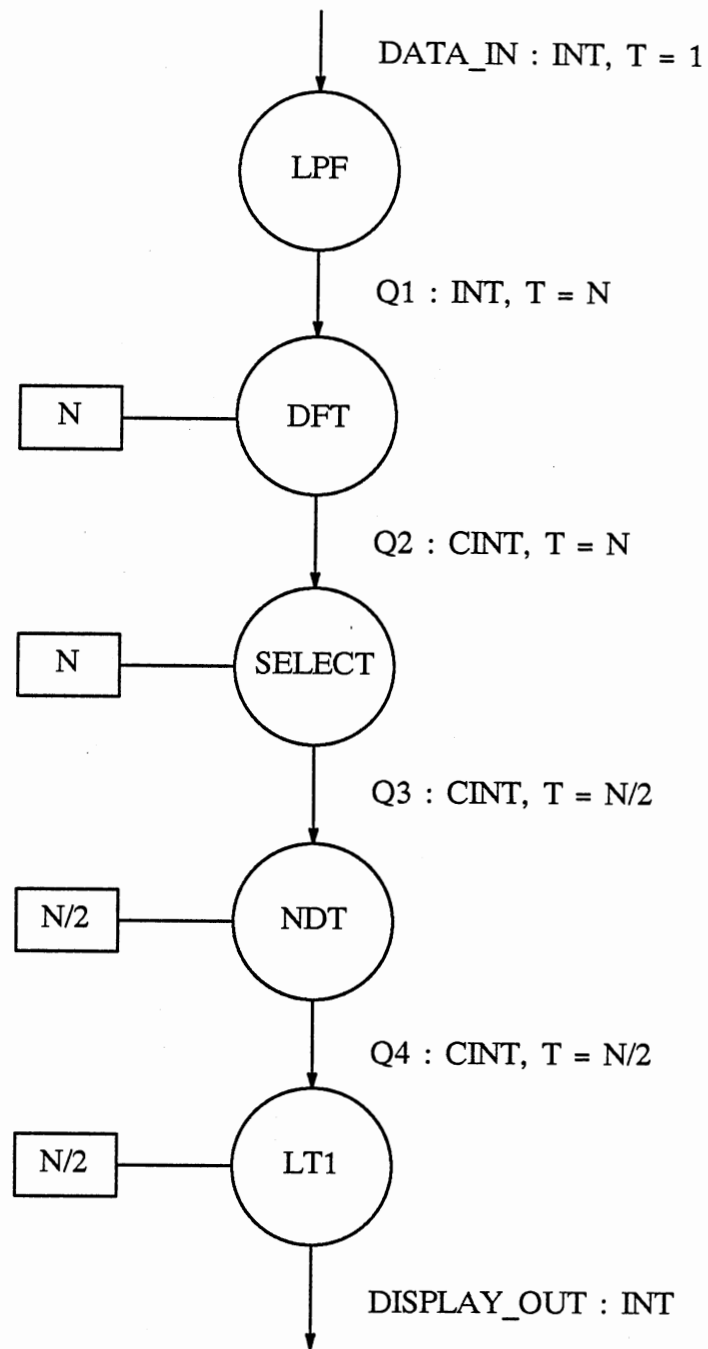 DATA_IN : INT, T = 1
LPF
Q1 : INT, T = N
N
DFT
Q2 : CINT, T = N
N
SELECT
Q3 : CINT, T = N/2
N/2
NDT
Q4 : CINT, T = N/2
N/2
LT1
DISPLAY_OUT : INT